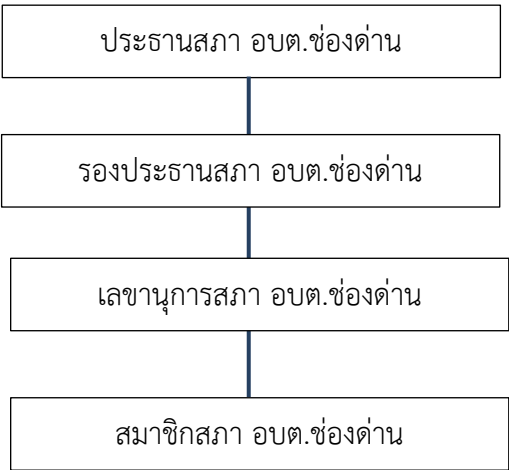 ประธานสภา อบต.ช่องด่าน
รองประธานสภา อบต.ช่องด่าน
เลขานุการสภา อบต.ช่องด่าน
สมาชิกสภา อบต.ช่องด่าน